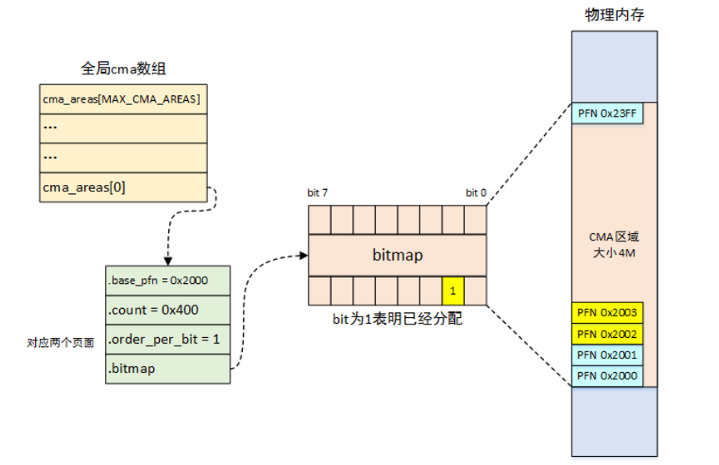 物理内存
全局cma数组
cma_areas[MAX_CMA_AREAS]
...
...
cma_areas[0]
PFN 0x23FF
bit 7
bit 0
bitmap
1
bit为1表明已经分配
CMA区域
大小4M
.base_pfn = 0x2000
.count = 0x400
.order_per_bit = 1
.bitmap
对应两个页面
PFN 0x2003
PFN 0x2002
PFN 0x2001
PFN 0x2000